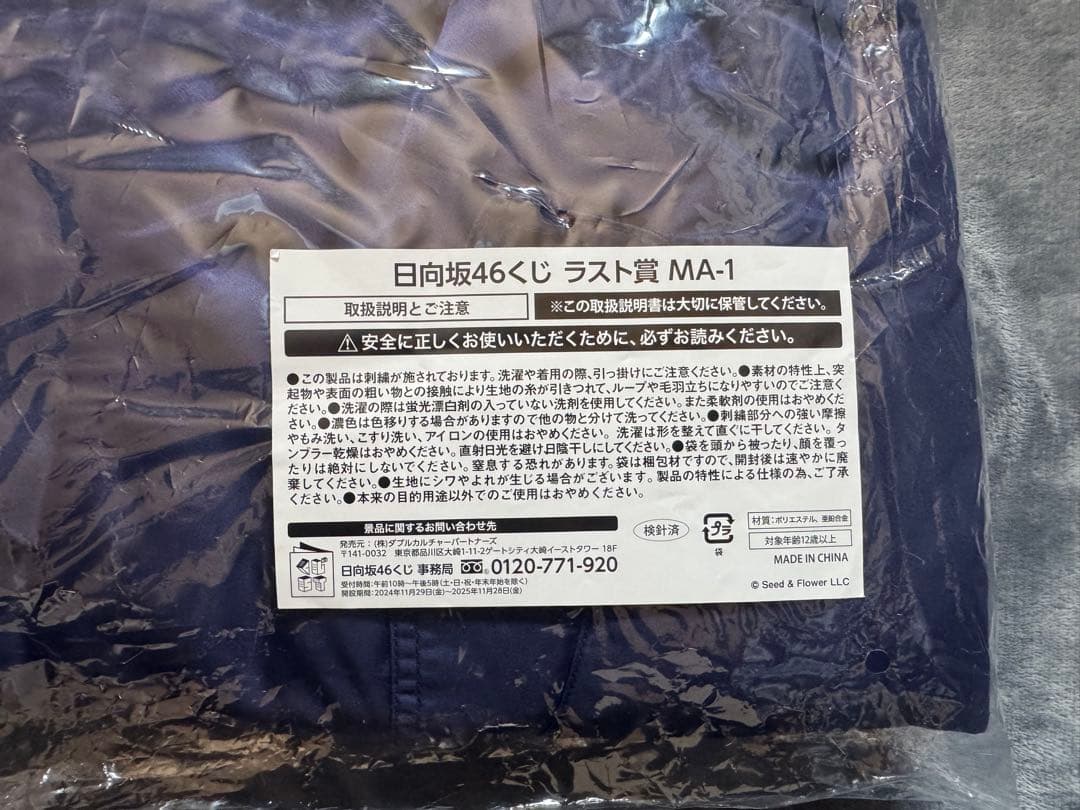 日向坂46くじ ラスト賞 MA-1
取扱説明とご注意
※この取扱説明書は大切に保管してください。
⚠安全に正しくお使いいただくために、必ずお読みください。
●この製品は刺繍が施されております。洗濯や着用の際、引っ掛けにご注意ください。●素材の特性上、突
起物や表面の粗い物との接触により生地の糸が引きつれて、ループや毛羽立ちになりやすいのでご注意く
ださい。●洗濯の際は蛍光漂白剤の入っていない洗剤を使用してください。また柔軟剤の使用はおやめくだ
さい。●濃色は色移りする場合がありますので他の物と分けて洗ってください。●刺繍部分への強い摩擦
やもみ洗い、こすり洗い、アイロンの使用はおやめください。洗濯は形を整えて直ぐに干してください。タ
ンブラー乾燥はおやめください。直射日光を避け日陰干しにしてください。●袋を頭から被ったり、顔を覆っ
たりは絶対にしないでください。窒息する恐れがあります。袋は梱包材ですので、開封後は速やかに廃
棄してください。●生地にシワやよれが生じる場合がございます。製品の特性による仕様の為、ご了承
ください。●本来の目的用途以外でのご使用はおやめください。
景品に関するお問い合わせ先
発売元：(株)ダブルカルチャーパートナーズ
〒141-0032 東京都品川区大崎1-11-2ゲートシティ大崎イーストタワー 18F
日向坂46くじ 事務局 0120-771-920
受付時間：午前10時〜午後5時(土・日・祝・年末年始を除く)
開設期間：2024年11月29日(金)〜2025年11月28日(金)
検針済
プラ
袋
材質：ポリエステル、亜鉛合金
対象年齢12歳以上
MADE IN CHINA
© Seed & Flower LLC